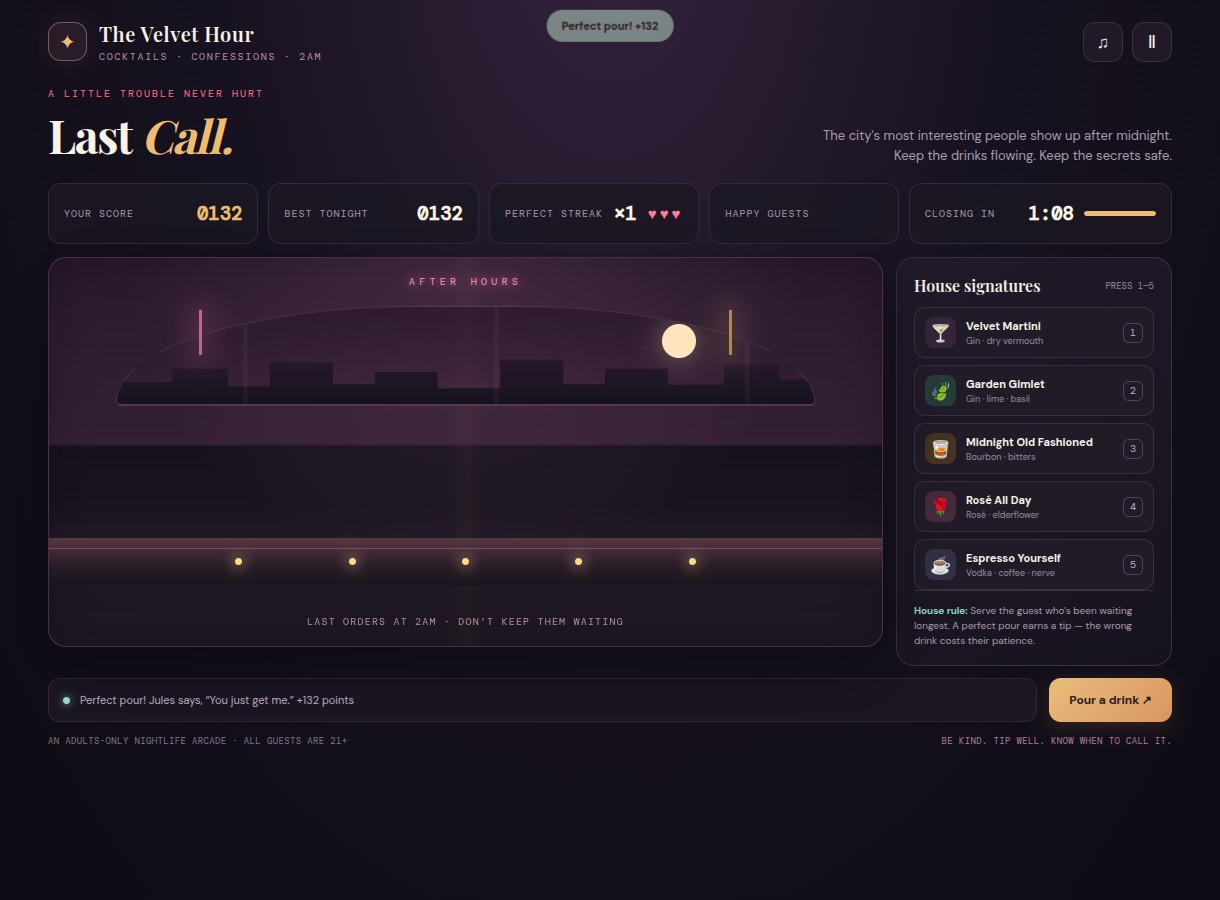 Perfect pour! +132
The Velvet Hour
COCKTAILS · CONFESSIONS · 2AM
A LITTLE TROUBLE NEVER HURT
Last Call.
The city's most interesting people show up after midnight.
Keep the drinks flowing. Keep the secrets safe.
YOUR SCORE 0132
BEST TONIGHT 0132
PERFECT STREAK ×1 ♥♥♥
HAPPY GUESTS
CLOSING IN 1:08
AFTER HOURS
LAST ORDERS AT 2AM · DON'T KEEP THEM WAITING
House signatures PRESS 1–5
Velvet Martini 1
Gin · dry vermouth
Garden Gimlet 2
Gin · lime · basil
Midnight Old Fashioned 3
Bourbon · bitters
Rosé All Day 4
Rosé · elderflower
Espresso Yourself 5
Vodka · coffee · nerve
House rule: Serve the guest who's been waiting
longest. A perfect pour earns a tip — the wrong
drink costs their patience.
Perfect pour! Jules says, “You just get me.” +132 points
Pour a drink ↗
AN ADULTS-ONLY NIGHTLIFE ARCADE · ALL GUESTS ARE 21+
BE KIND. TIP WELL. KNOW WHEN TO CALL IT.